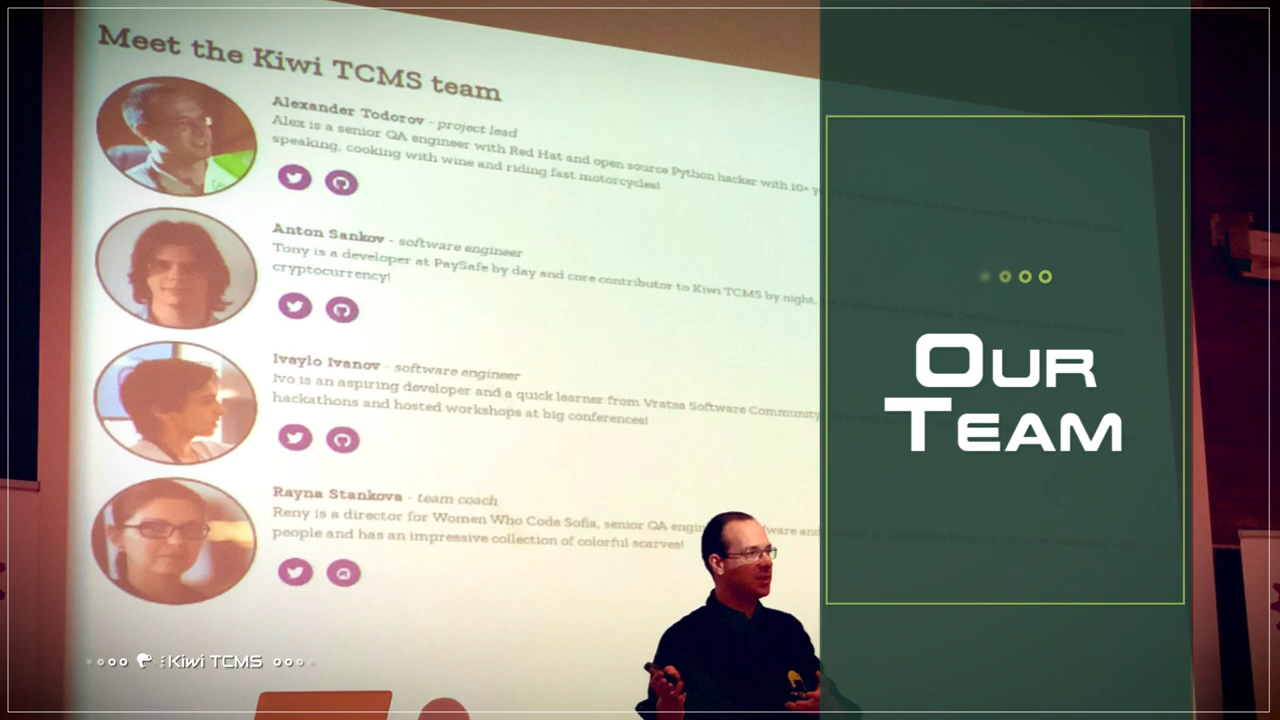 Meet the Kiwi TCMS team
Alexander Todorov - project lead
Alex is a senior QA engineer with Red Hat and open source Python hacker with 10+
speaking, cooking with wine and riding fast motorcycles!
Anton Sankov - software engineer
Tony is a developer at PaySafe by day and core contributor to Kiwi TCMS by night.
cryptocurrency!
Ivaylo Ivanov - software engineer
Ivo is an aspiring developer and a quick learner from Vratsa Software Community
hackathons and hosted workshops at big conferences!
Rayna Stankova - team coach
Reny is a director for Women Who Code Sofia, senior QA
people and has an impressive collection of colorful scarves!
Our
Team
Kiwi TCMS